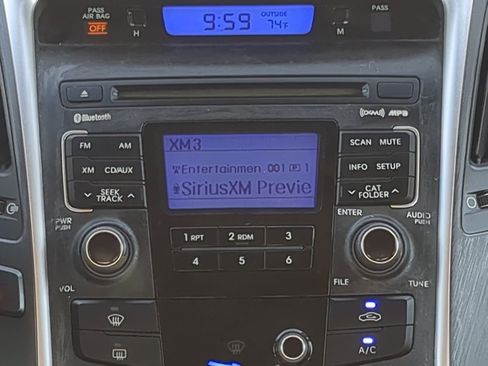 PASS AIR BAG
OFF
H
9:59
OUTSIDE
74°F
M
PASS
Bluetooth
XM MP3
FM AM
XM CD/AUX
SEEK TRACK
XM3
Entertainmen 001 1
SiriusXM Previe
SCAN MUTE
INFO SETUP
CAT FOLDER
PWR PUSH
VOL
ENTER
AUDIO PUSH
FILE
TUNE
1 RPT 2 RDM 3
4 5 6
A/C